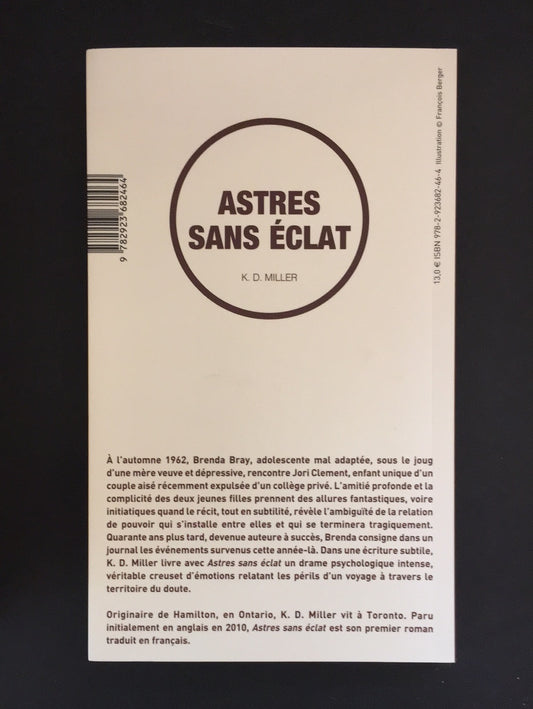 ASTRES
SANS ÉCLAT
K. D. MILLER
9 782923 682464
13,0 € ISBN 978-2-923682-46-4 Illustration © François Berger
À l'automne 1962, Brenda Bray, adolescente mal adaptée, sous le joug
d'une mère veuve et dépressive, rencontre Jori Clement, enfant unique d'un
couple aisé récemment expulsée d'un collège privé. L'amitié profonde et la
complicité des deux jeunes filles prennent des allures fantastiques, voire
initiatiques quand le récit, tout en subtilité, révèle l'ambiguïté de la relation
de pouvoir qui s'installe entre elles et qui se terminera tragiquement.
Quarante ans plus tard, devenue auteure à succès, Brenda consigne dans un
journal les événements survenus cette année-là. Dans une écriture subtile,
K. D. Miller livre avec Astres sans éclat un drame psychologique intense,
véritable creuset d'émotions relatant les périls d'un voyage à travers le
territoire du doute.
Originaire de Hamilton, en Ontario, K. D. Miller vit à Toronto. Paru
initialement en anglais en 2010, Astres sans éclat est son premier roman
traduit en français.